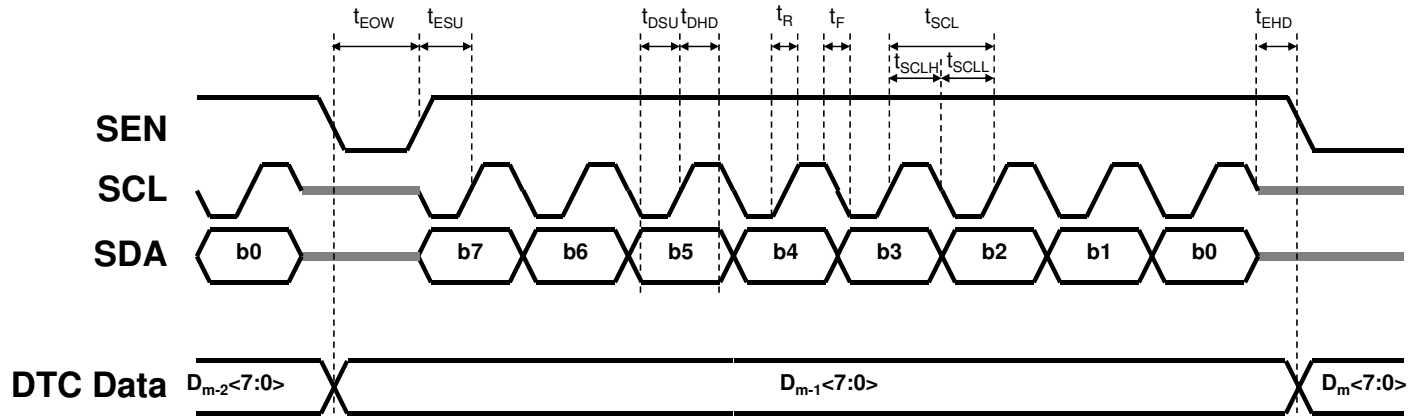 tEOW tESU tDSU tDHD tR tF tSCL tEHD
tSCLH tSCLL
SEN
SCL
SDA b0 b7 b6 b5 b4 b3 b2 b1 b0
DTC Data Dm-2<7:0> Dm-1<7:0> Dm<7:0>